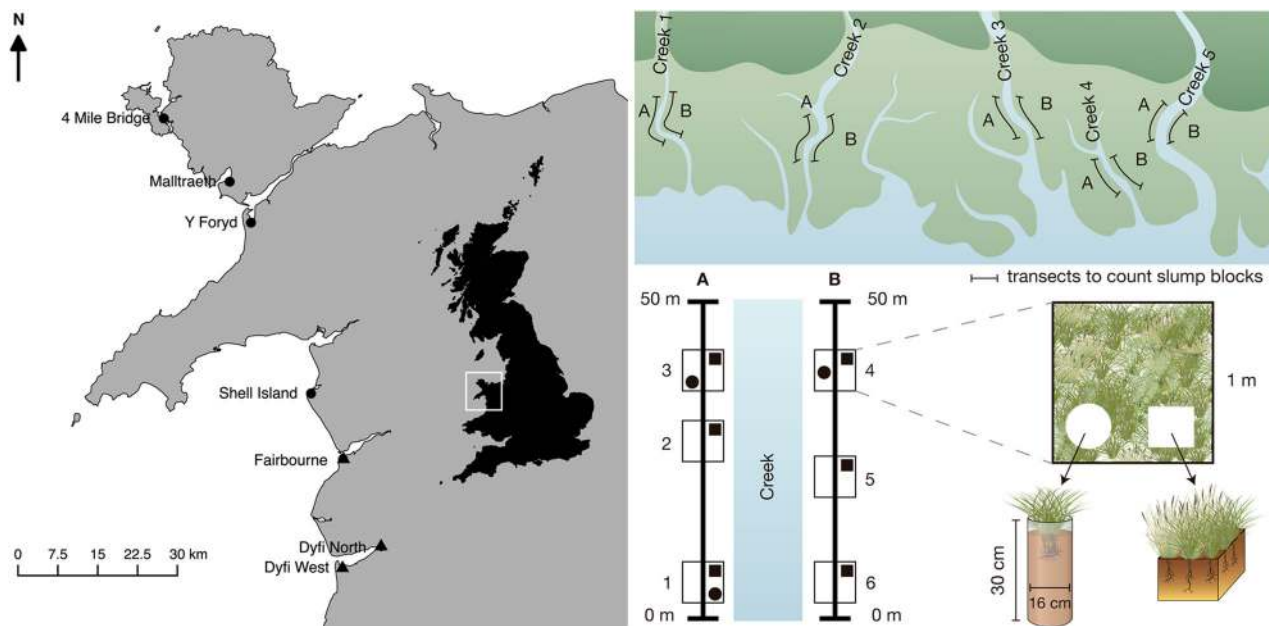 N
4 Mile Bridge
Malltraeth
Y Foryd
Shell Island
Fairbourne
Dyfi North
Dyfi West
0 7.5 15 22.5 30 km
Creek 1
Creek 2
Creek 3
Creek 4
Creek 5
A B
A B
A B
A B
A B
transects to count slump blocks
A B
50 m 50 m
3 4
2
5
1 6
0 m 0 m
Creek
1 m
30 cm
16 cm